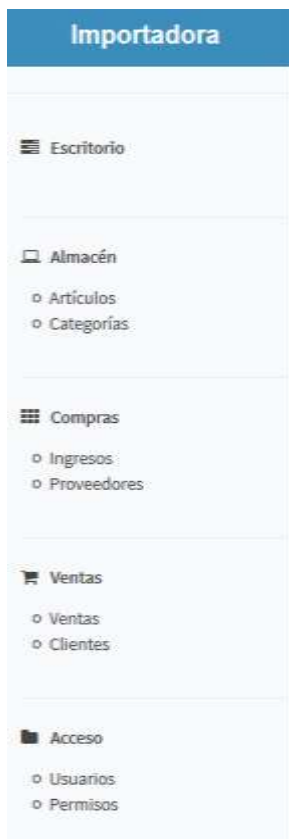 Importadora
Escritorio
Almacén
Artículos
Categorías
Compras
Ingresos
Proveedores
Ventas
Ventas
Clientes
Acceso
Usuarios
Permisos